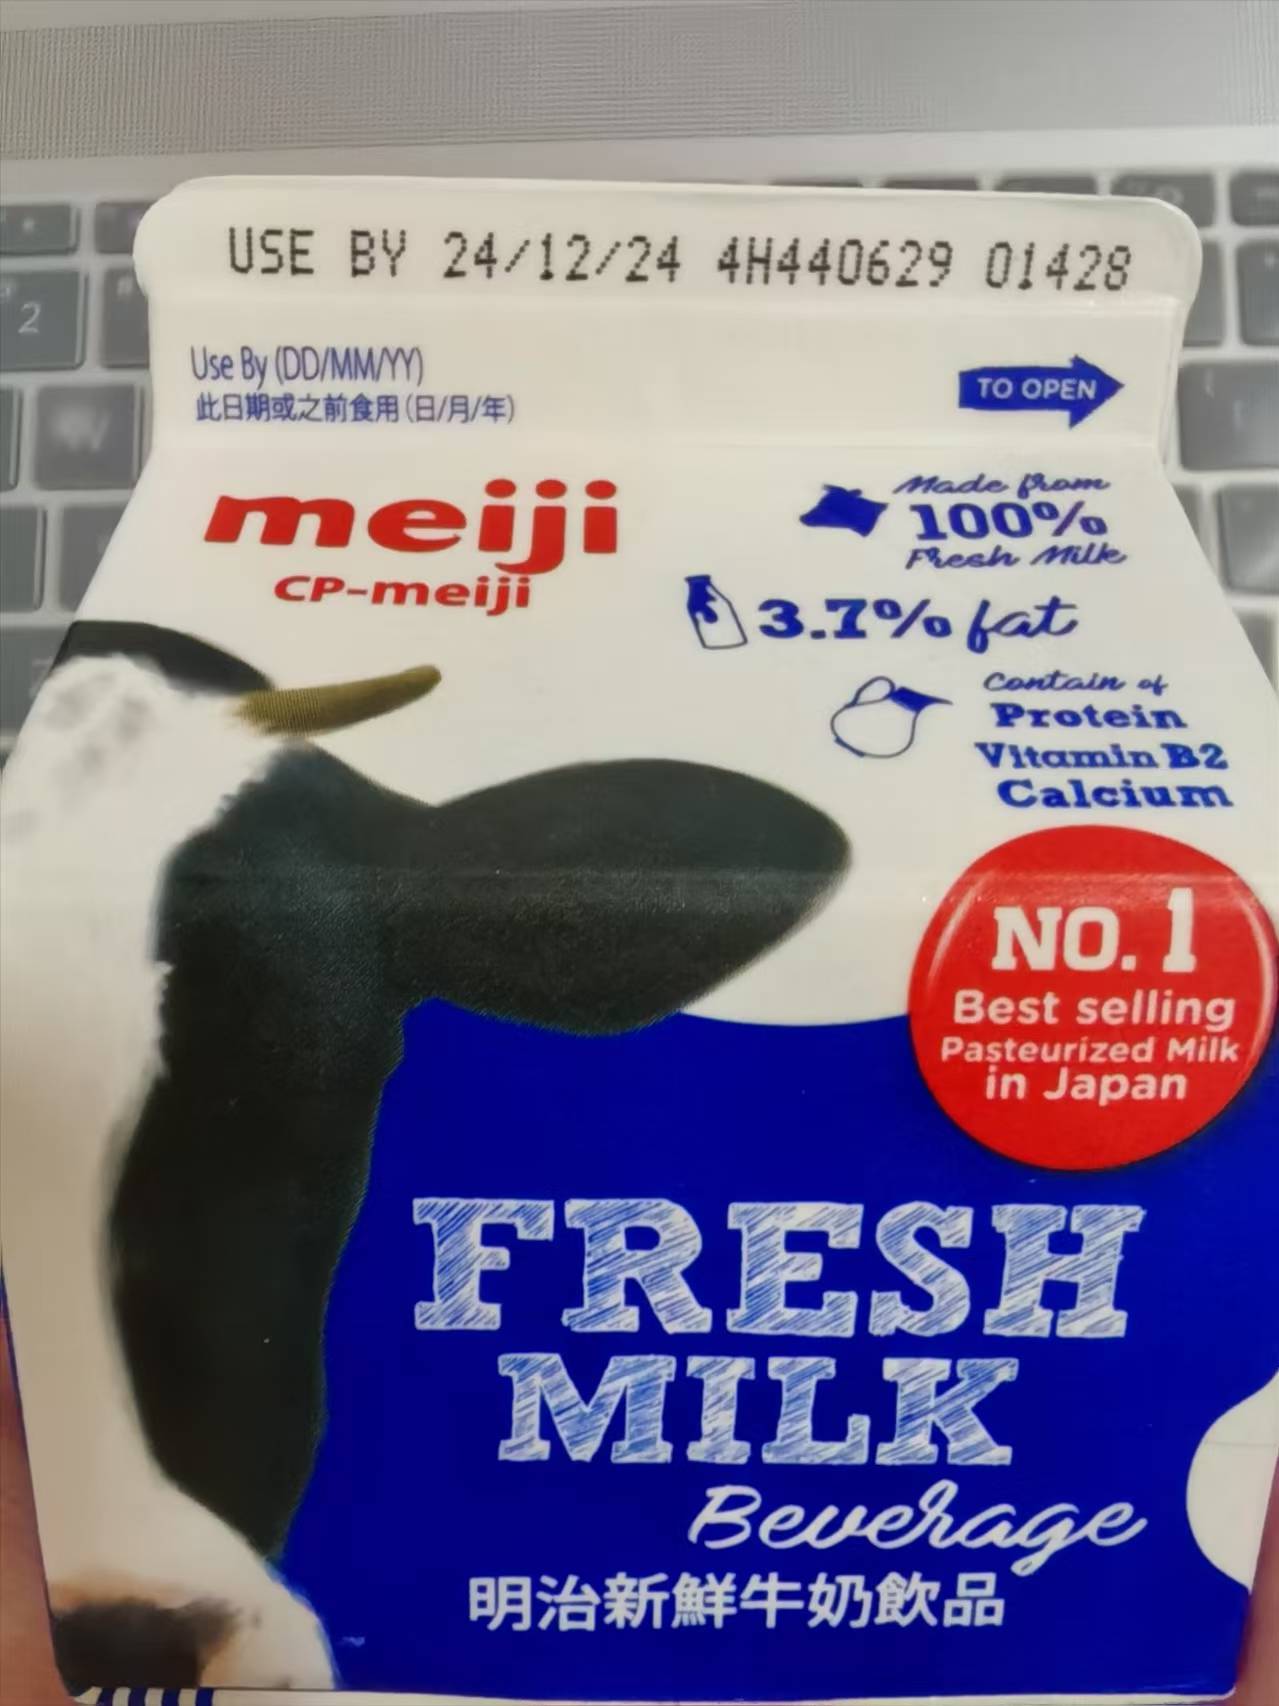 USE BY 24/12/24 4H440629 01428
Use By (DD/MM/YY)
此日期或之前食用(日/月/年)
TO OPEN
meiji
CP-meiji
Made from
100%
Fresh Milk
3.7% fat
Contain of
Protein
Vitamin B2
Calcium
NO.1
Best selling
Pasteurized Milk
in Japan
FRESH
MILK
Beverage
明治新鮮牛奶飲品
2
W